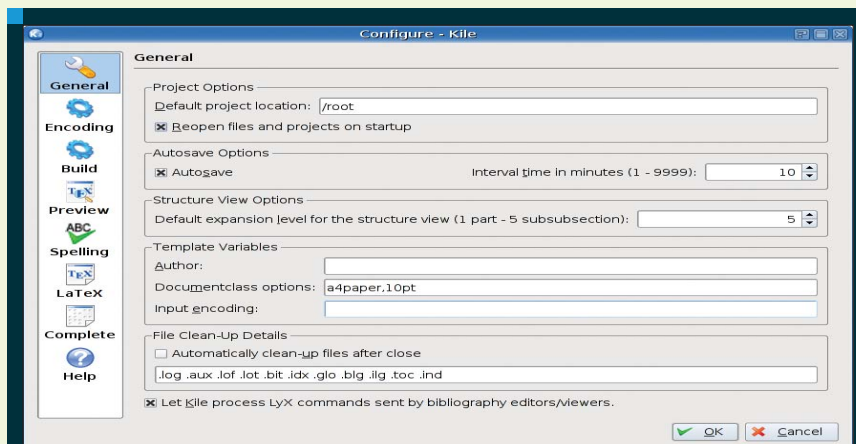 Configure - Kile
General
Encoding
Build
Preview
Spelling
LaTeX
Complete
Help
General
Project Options
Default project location: /root
Reopen files and projects on startup
Autosave Options
Autosave Interval time in minutes (1 - 9999): 10
Structure View Options
Default expansion level for the structure view (1 part - 5 subsubsection): 5
Template Variables
Author:
Documentclass options: a4paper,10pt
Input encoding:
File Clean-Up Details
Automatically clean-up files after close
.log .aux .lof .lot .bit .idx .glo .blg .ilg .toc .ind
Let Kile process LyX commands sent by bibliography editors/viewers.
OK Cancel